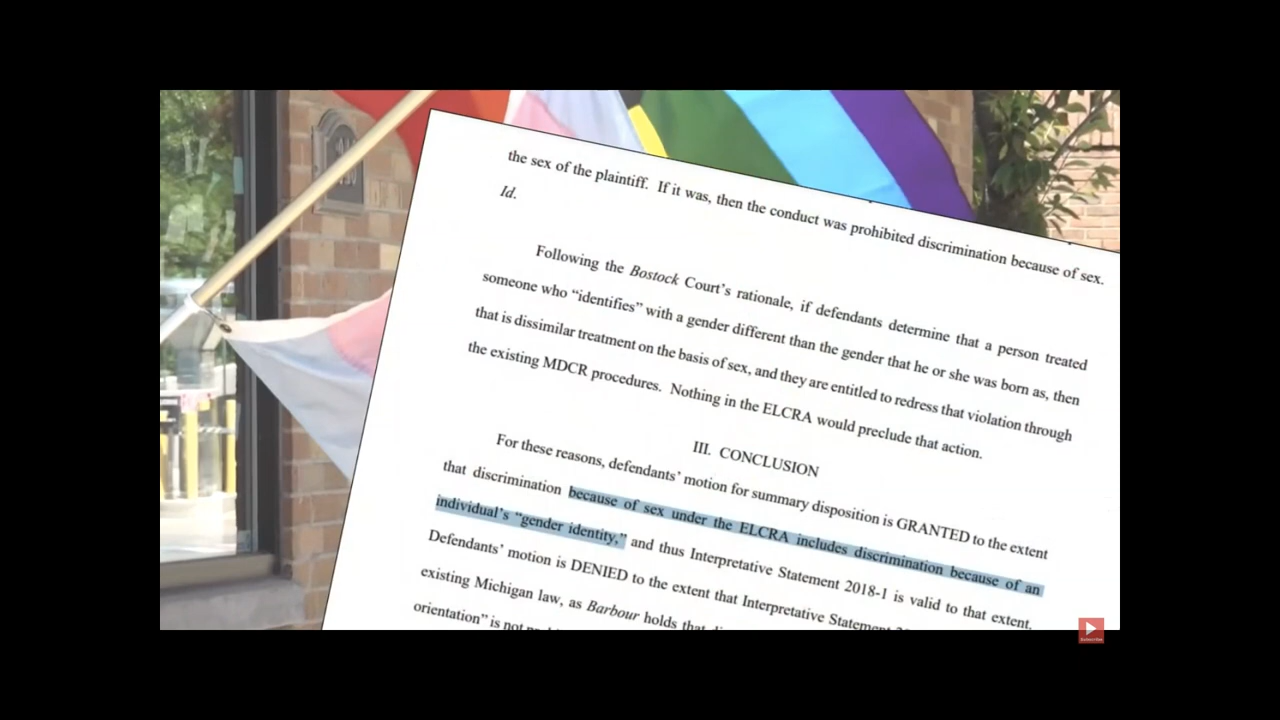 the sex of the plaintiff. If it was, then the conduct was prohibited discrimination because of sex.
Id.
Following the Bostock Court's rationale, if defendants determine that a person treated
someone who “identifies” with a gender different than the gender that he or she was born as, then
that is dissimilar treatment on the basis of sex, and they are entitled to redress that violation through
the existing MDCR procedures. Nothing in the ELCRA would preclude that action.
III. CONCLUSION
For these reasons, defendants' motion for summary disposition is GRANTED to the extent
that discrimination because of sex under the ELCRA includes discrimination because of an
individual's “gender identity,” and thus Interpretative Statement 2018-1 is valid to that extent.
Defendants' motion is DENIED to the extent that Interpretative Statement
existing Michigan law, as Barbour holds that
orientation” is not
Subscribe